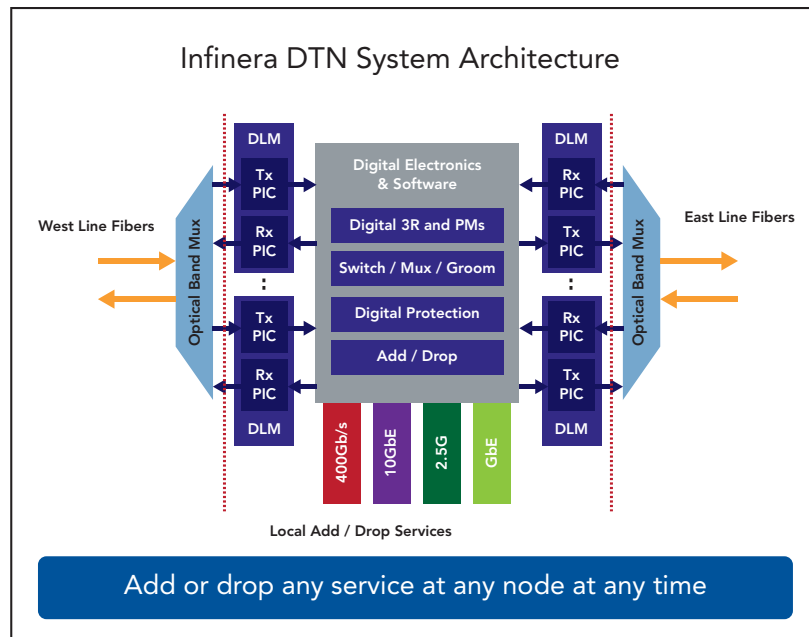 Infinera DTN System Architecture
DLM
Tx
PIC
Rx
PIC
:
Tx
PIC
Rx
PIC
DLM
West Line Fibers
Optical Band Mux
Digital Electronics
& Software
Digital 3R and PMs
Switch / Mux / Groom
Digital Protection
Add / Drop
400Gb/s
10GbE
2.5G
GbE
Local Add / Drop Services
DLM
Rx
PIC
Tx
PIC
:
Rx
PIC
Tx
PIC
DLM
Optical Band Mux
East Line Fibers
Add or drop any service at any node at any time